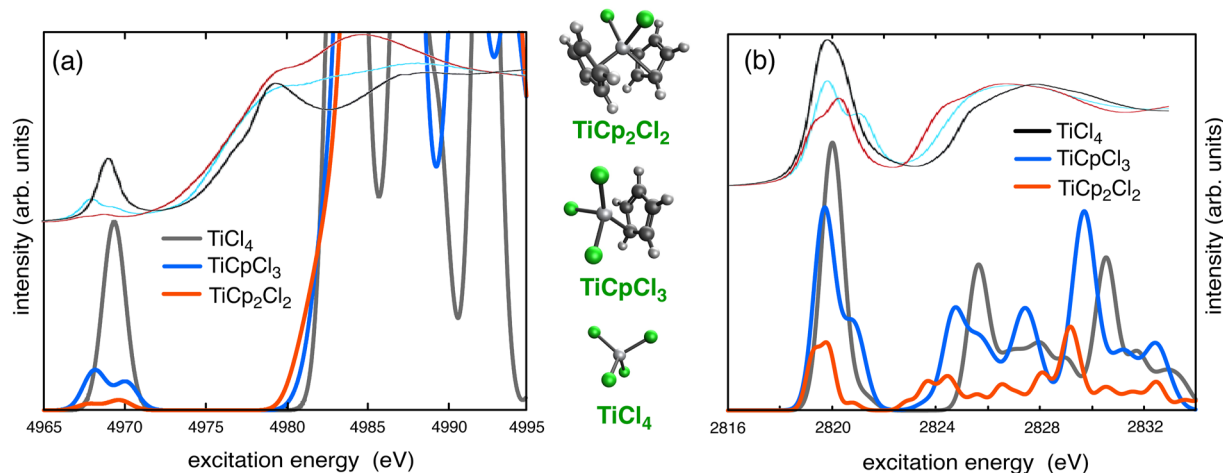 (a)
intensity (arb. units)
TiCl₄
TiCpCl₃
TiCp₂Cl₂
4965 4970 4975 4980 4985 4990 4995
excitation energy (eV)
TiCp₂Cl₂
TiCpCl₃
TiCl₄
(b)
TiCl₄
TiCpCl₃
TiCp₂Cl₂
intensity (arb. units)
2816 2820 2824 2828 2832
excitation energy (eV)